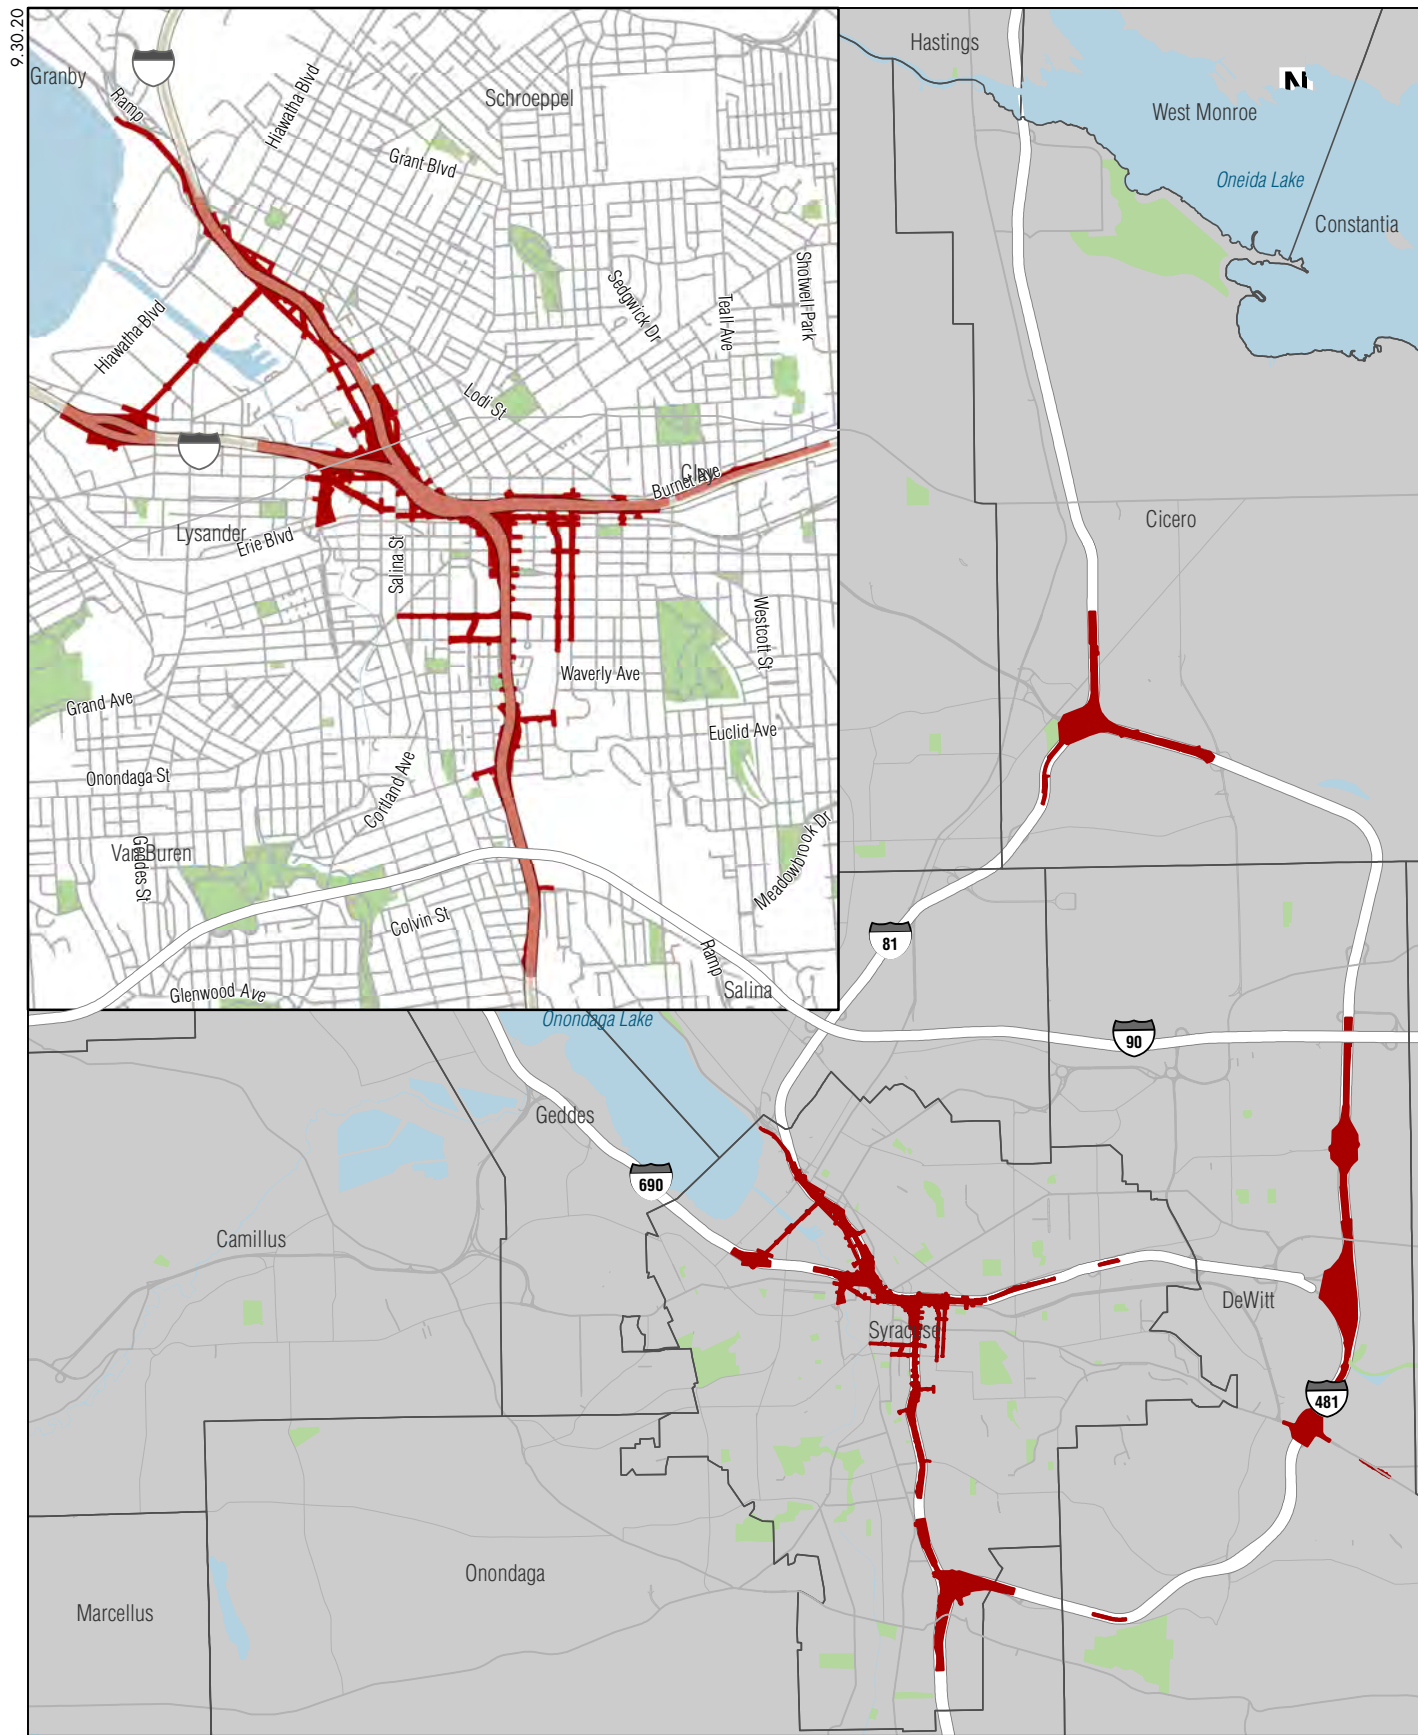 9.30.20
Granby
Ramp
Hiawatha Blvd
Schroeppel
Grant Blvd
Hastings
N
West Monroe
Oneida Lake
Constantia
Hiawatha Blvd
Sedgwick Dr
Teall Ave
Shotwell Park
Lodi St
Clay
Burnet Ave
Lysander
Erie Blvd
Salina St
Cicero
Westcott St
Waverly Ave
Grand Ave
Euclid Ave
Onondaga St
Cortland Ave
Van Buren
Geddes St
Meadowbrook Dr
Colvin St
Ramp
Glenwood Ave
Salina
81
Onondaga Lake
90
Geddes
690
Camillus
DeWitt
Syracuse
481
Onondaga
Marcellus